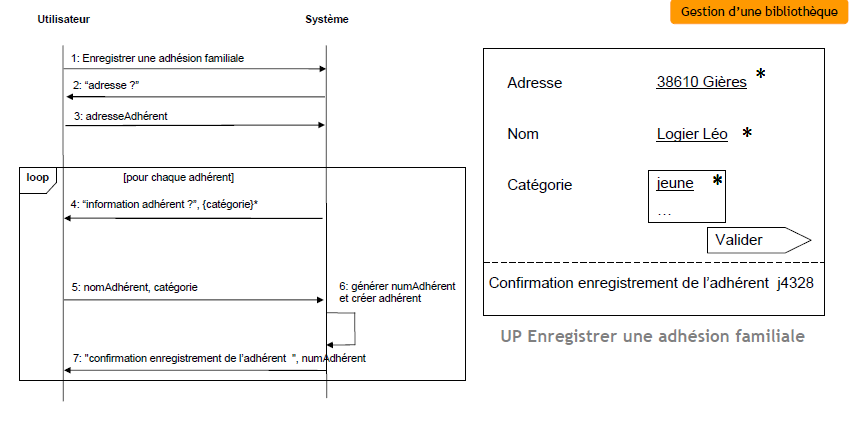 Gestion d'une bibliothèque
Utilisateur
Système
1: Enregistrer une adhésion familiale
2: “adresse ?”
3: adresseAdhérent
loop
[pour chaque adhérent]
4: “information adhérent ?”, {catégorie}*
5: nomAdhérent, catégorie
6: générer numAdhérent
et créer adhérent
7: "confirmation enregistrement de l'adhérent ", numAdhérent
Adresse
38610 Gières *
Nom
Logier Léo *
Catégorie
jeune *
…
Valider
Confirmation enregistrement de l'adhérent j4328
UP Enregistrer une adhésion familiale